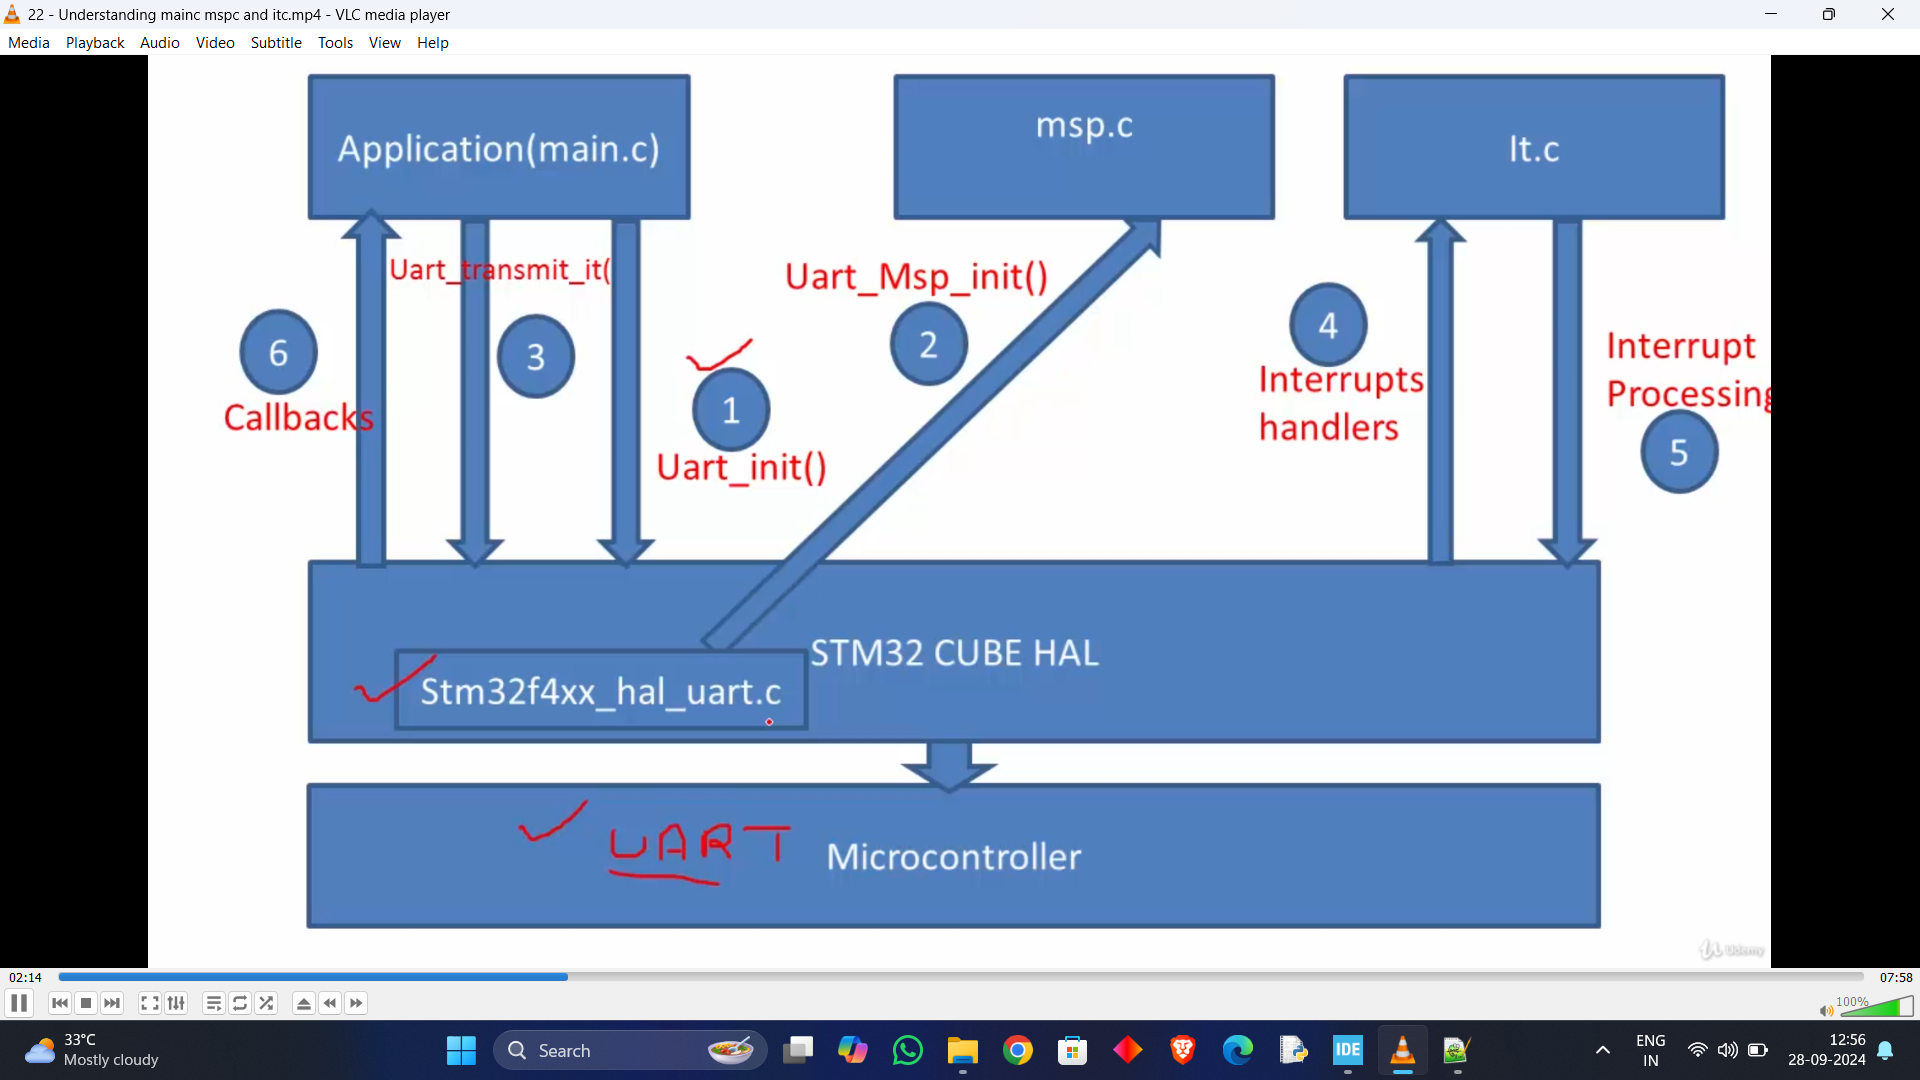 22 - Understanding mainc mspc and itc.mp4 - VLC media player
Media Playback Audio Video Subtitle Tools View Help
Application(main.c)
msp.c
It.c
Uart_transmit_it(
Uart_Msp_init()
6
3
2
4
Interrupt
Processing
Callbacks
1
Interrupts
handlers
5
Uart_init()
STM32 CUBE HAL
Stm32f4xx_hal_uart.c
UART
Microcontroller
Udemy
02:14
07:58
100%
33°C
Mostly cloudy
Search
IDE
ENG
IN
12:56
28-09-2024